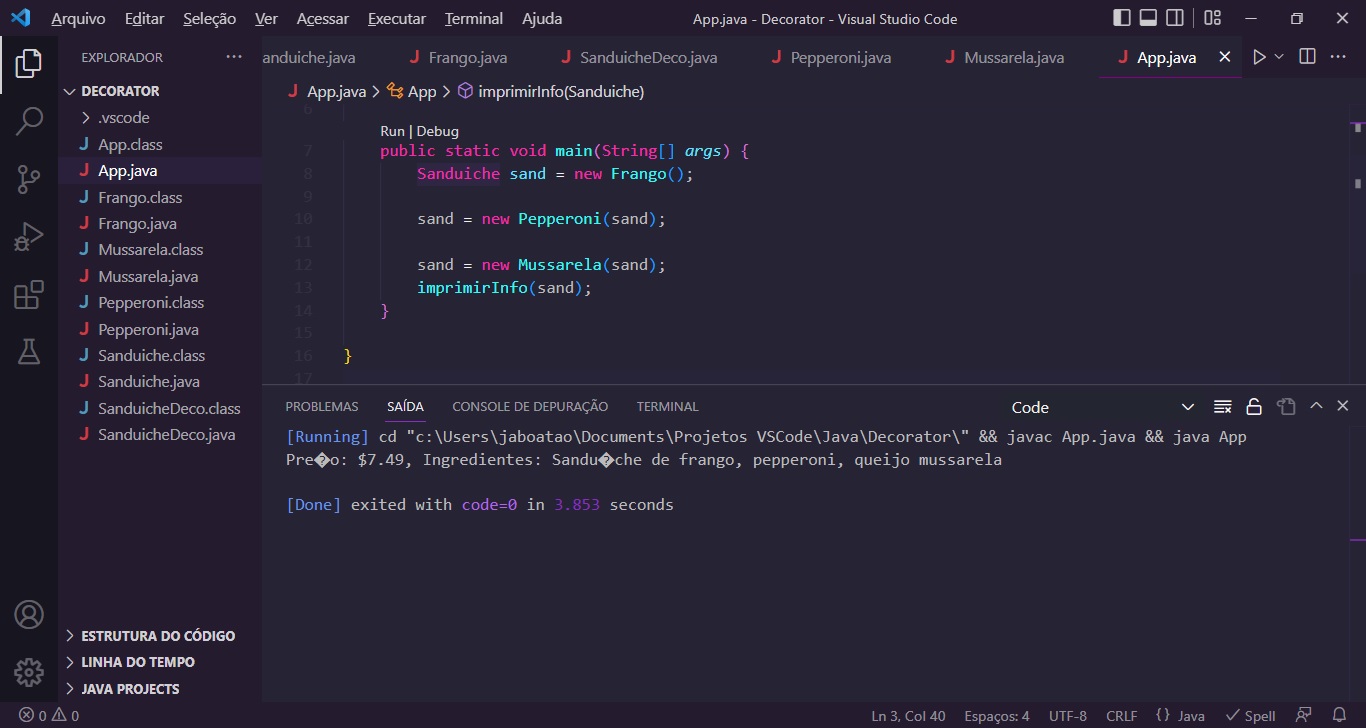 Arquivo Editar Seleção Ver Acessar Executar Terminal Ajuda App.java - Decorator - Visual Studio Code
EXPLORADOR
anduiche.java Frango.java SanduicheDeco.java Pepperoni.java Mussarela.java App.java
DECORATOR
.vscode
App.class
App.java
Frango.class
Frango.java
Mussarela.class
Mussarela.java
Pepperoni.class
Pepperoni.java
Sanduiche.class
Sanduiche.java
SanduicheDeco.class
SanduicheDeco.java
ESTRUTURA DO CÓDIGO
LINHA DO TEMPO
JAVA PROJECTS
App.java > App > imprimirInfo(Sanduiche)
6
Run | Debug
7 public static void main(String[] args) {
8 Sanduiche sand = new Frango();
9
10 sand = new Pepperoni(sand);
11
12 sand = new Mussarela(sand);
13 imprimirInfo(sand);
14 }
15
16 }
17
PROBLEMAS SAÍDA CONSOLE DE DEPURAÇÃO TERMINAL Code
[Running] cd "c:\Users\jaboatao\Documents\Projetos VSCode\Java\Decorator\" && javac App.java && java App
Pre�o: $7.49, Ingredientes: Sandu�che de frango, pepperoni, queijo mussarela
[Done] exited with code=0 in 3.853 seconds
0 0 Ln 3, Col 40 Espaços: 4 UTF-8 CRLF {} Java Spell